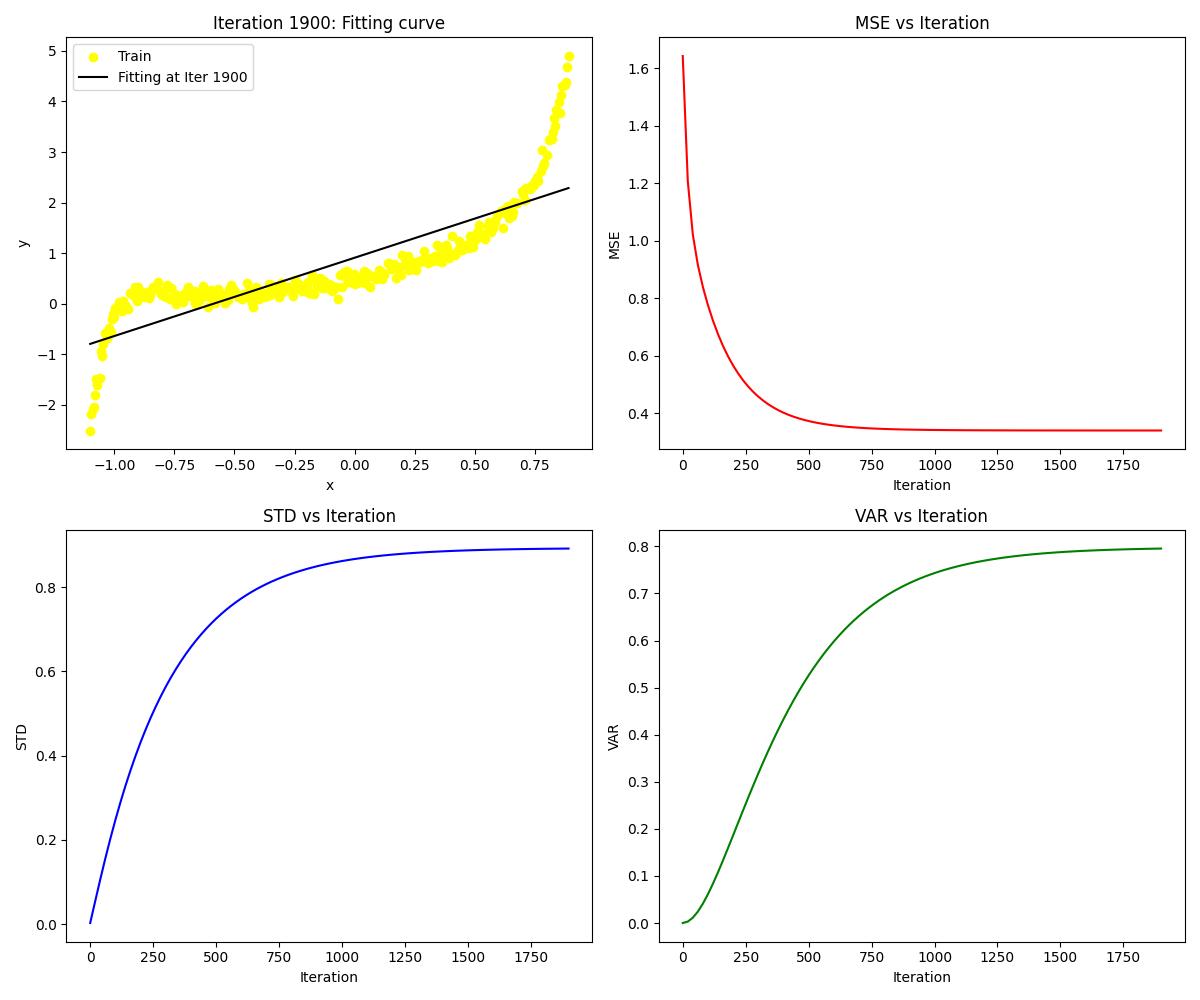 Iteration 1900: Fitting curve
Train
Fitting at Iter 1900
5
4
3
2
1
0
−1
−2
y
−1.00 −0.75 −0.50 −0.25 0.00 0.25 0.50 0.75
x
MSE vs Iteration
1.6
1.4
1.2
1.0
0.8
0.6
0.4
MSE
0 250 500 750 1000 1250 1500 1750
Iteration
STD vs Iteration
0.8
0.6
0.4
0.2
0.0
STD
0 250 500 750 1000 1250 1500 1750
Iteration
VAR vs Iteration
0.8
0.7
0.6
0.5
0.4
0.3
0.2
0.1
0.0
VAR
0 250 500 750 1000 1250 1500 1750
Iteration